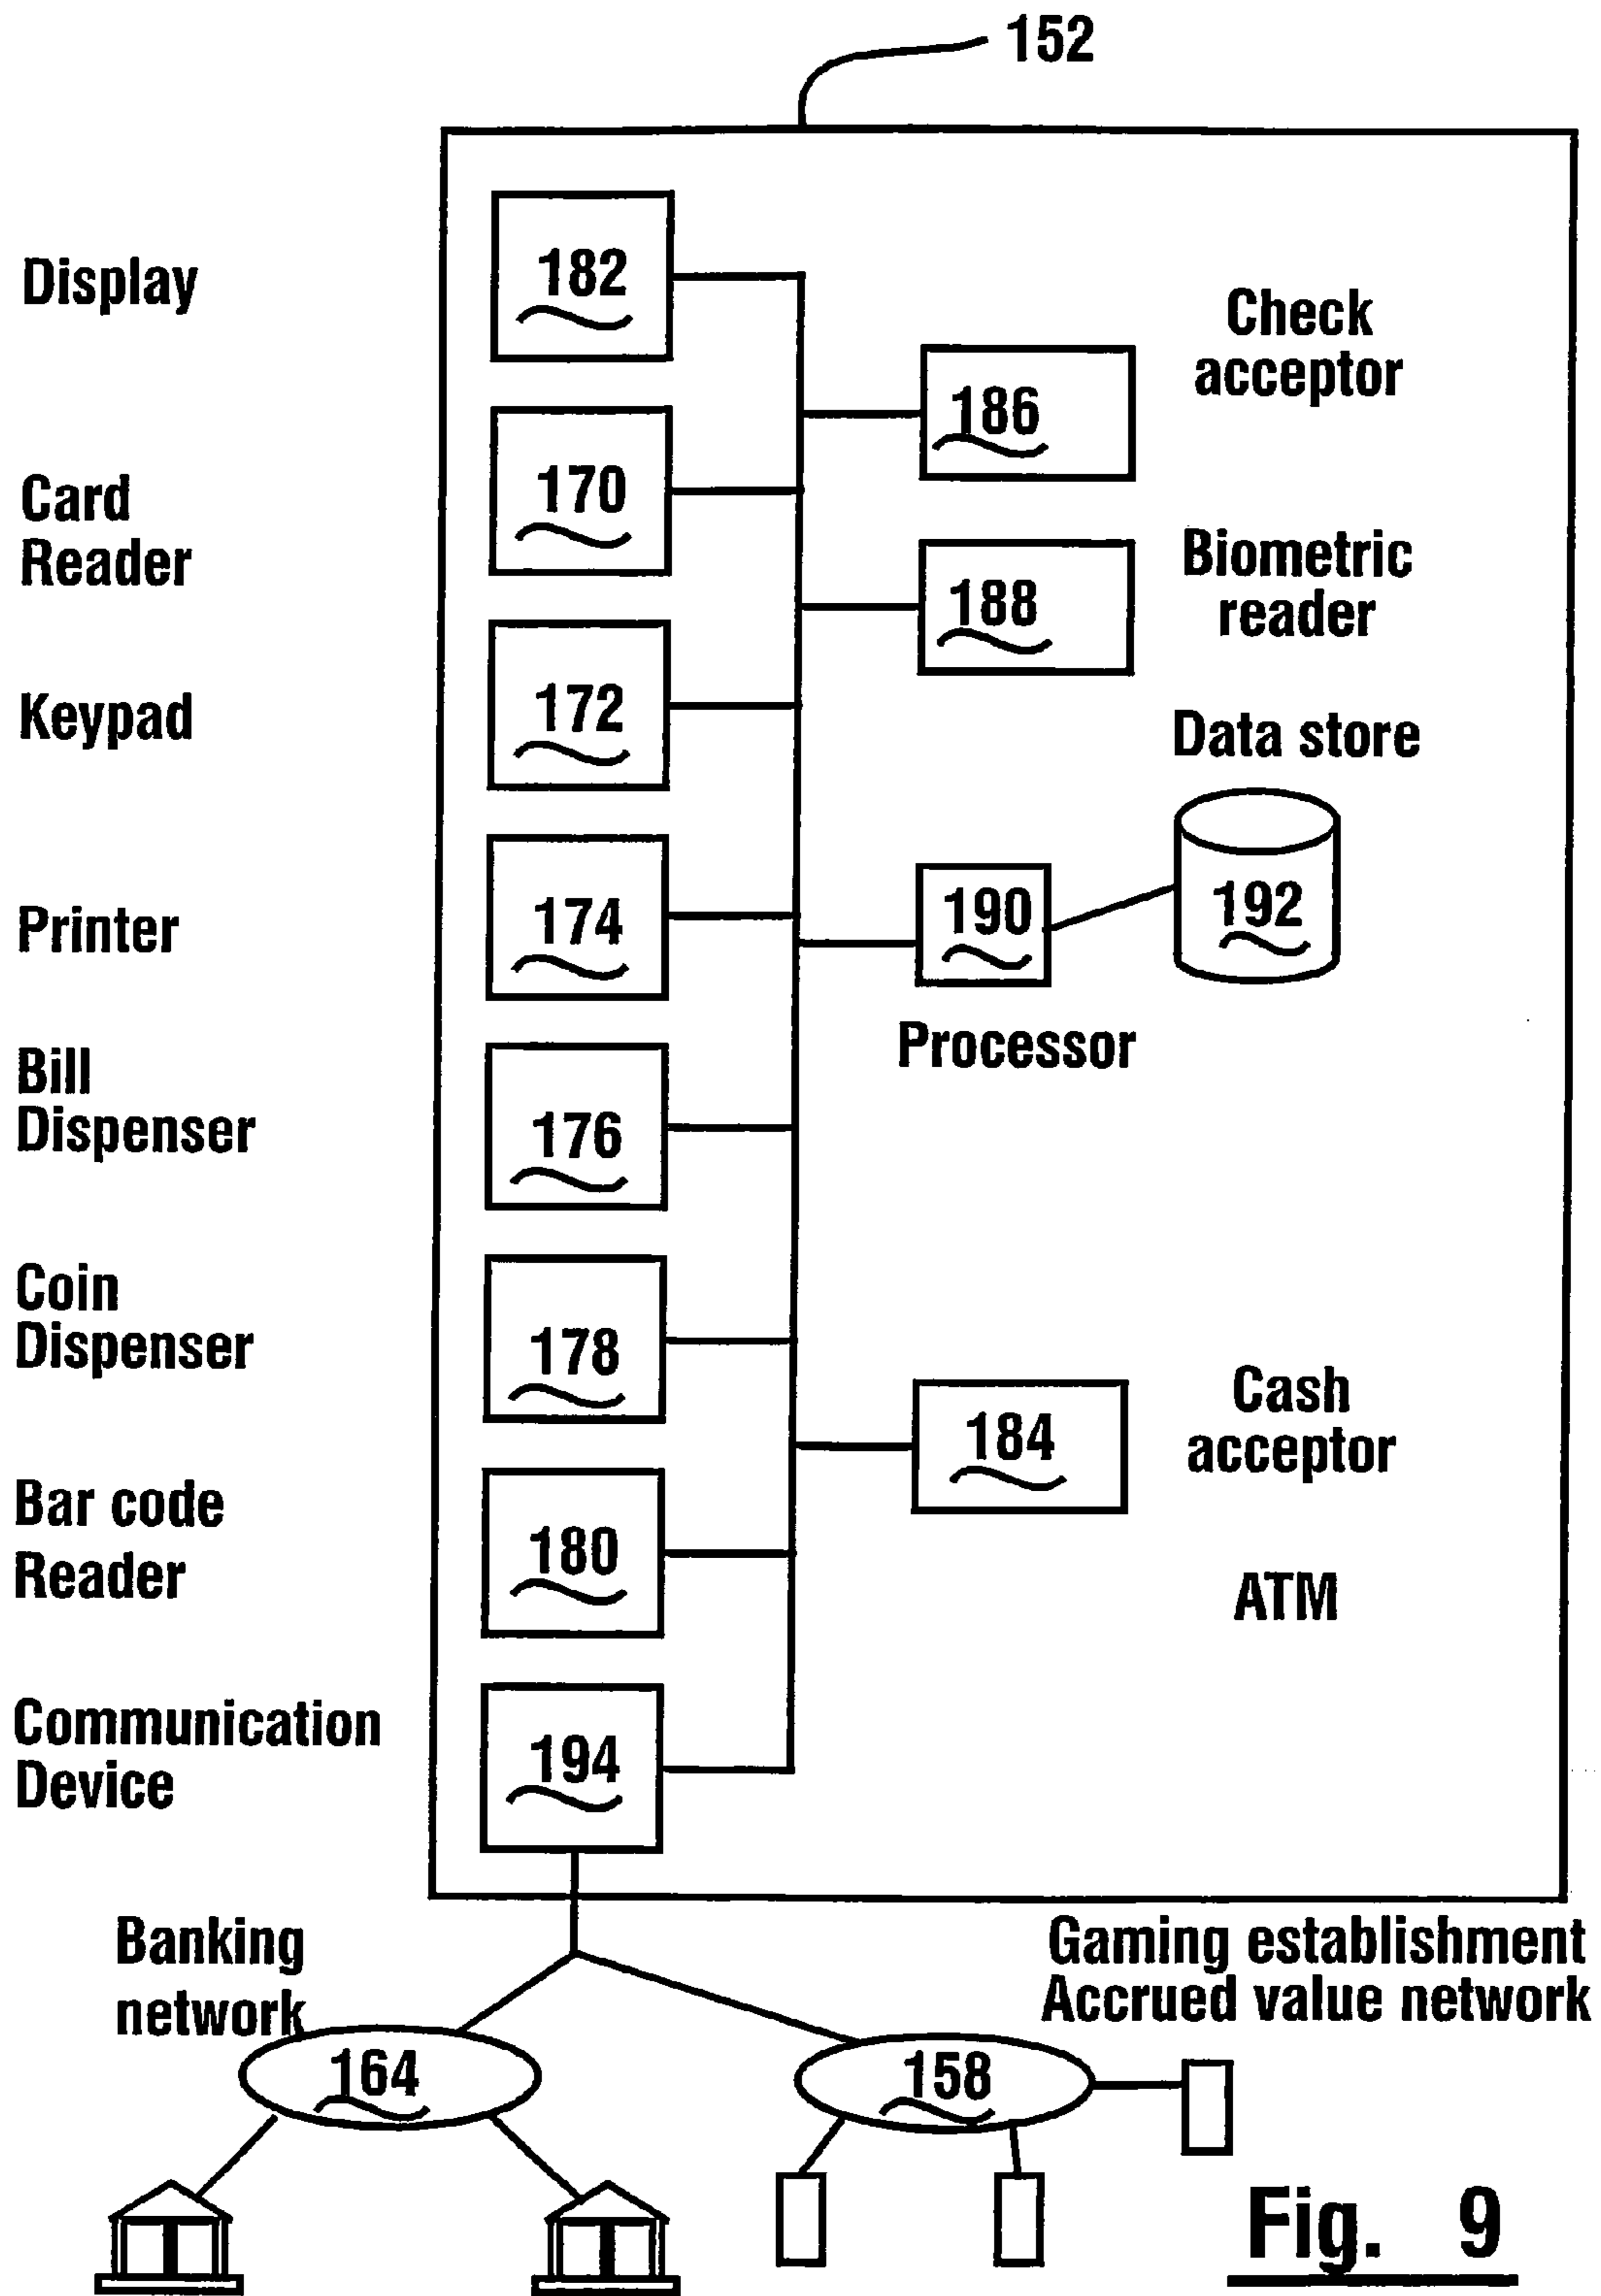 152
Display
182
Check
acceptor
186
Card
Reader
170
Biometric
reader
188
Keypad
172
Data store
192
Printer
174
190
Processor
Bill
Dispenser
176
Coin
Dispenser
178
Cash
acceptor
184
Bar code
Reader
180
ATM
Communication
Device
194
Banking
network
164
Gaming establishment
Accrued value network
158
Fig. 9